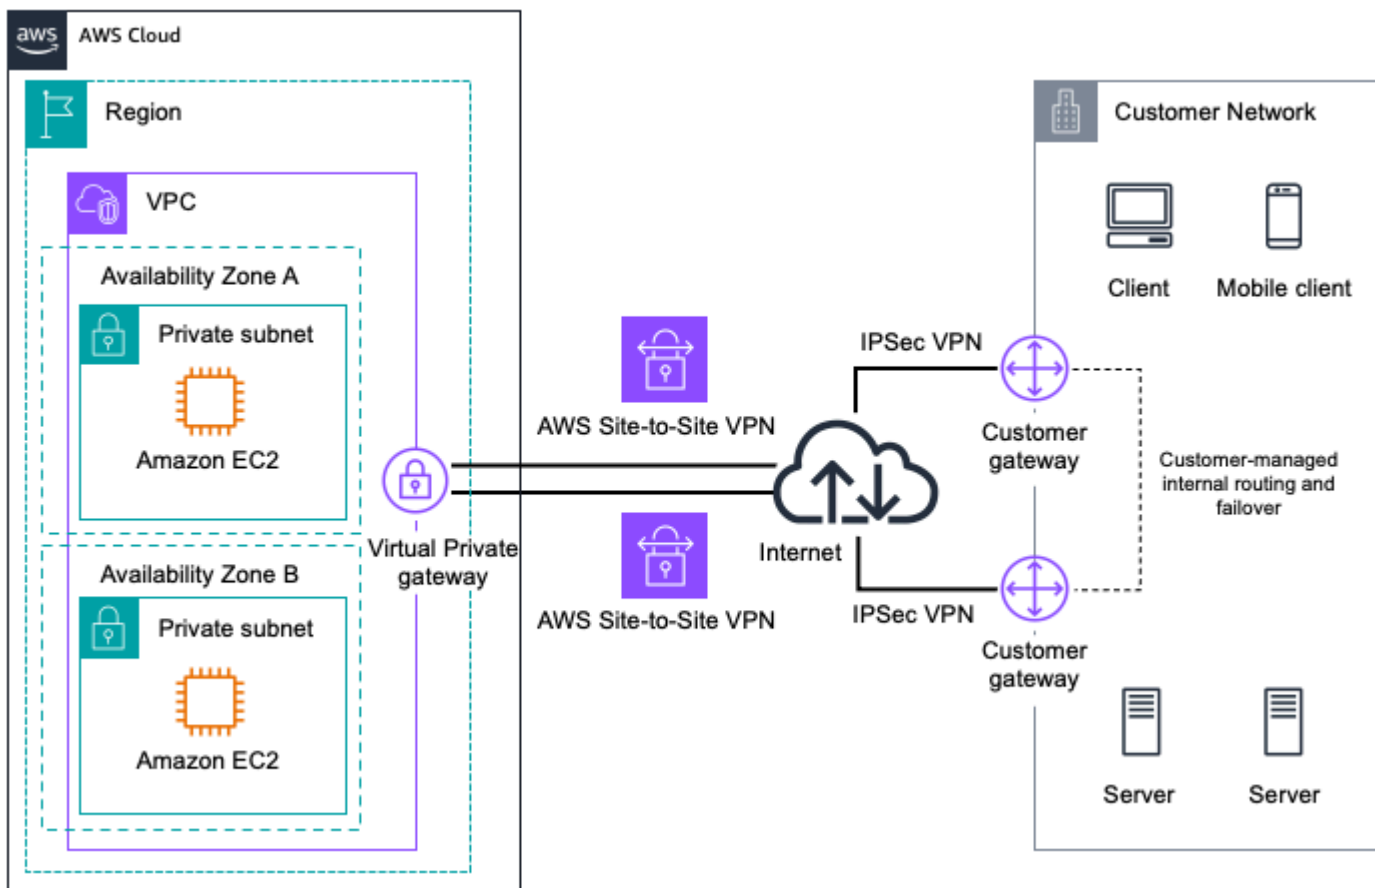 aws
AWS Cloud
Region
VPC
Availability Zone A
Private subnet
Amazon EC2
Virtual Private
gateway
Availability Zone B
Private subnet
Amazon EC2
AWS Site-to-Site VPN
AWS Site-to-Site VPN
Internet
IPSec VPN
IPSec VPN
Customer Network
Client
Mobile client
Customer
gateway
Customer-managed
internal routing and
failover
Customer
gateway
Server
Server